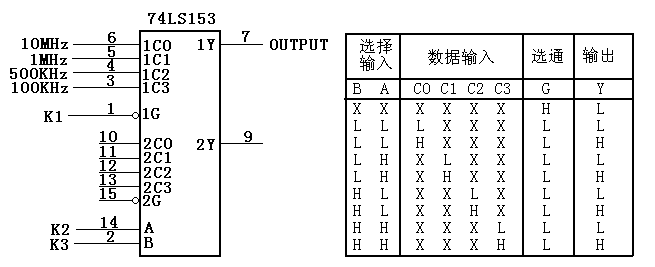 74LS153
10MHz 6 1C0 1Y 7 OUTPUT
1MHz 5 1C1
500KHz 4 1C2
100KHz 3 1C3
K1 1 1G
10 2C0 2Y 9
11 2C1
12 2C2
13 2C3
15 2G
K2 14 A
K3 2 B
选择输入 数据输入 选通 输出
B A C0 C1 C2 C3 G Y
X X X X X X H L
L L L X X X L L
L L H X X X L H
L H X L X X L L
L H X H X X L H
H L X X L X L L
H L X X H X L H
H H X X X L L L
H H X X X H L H